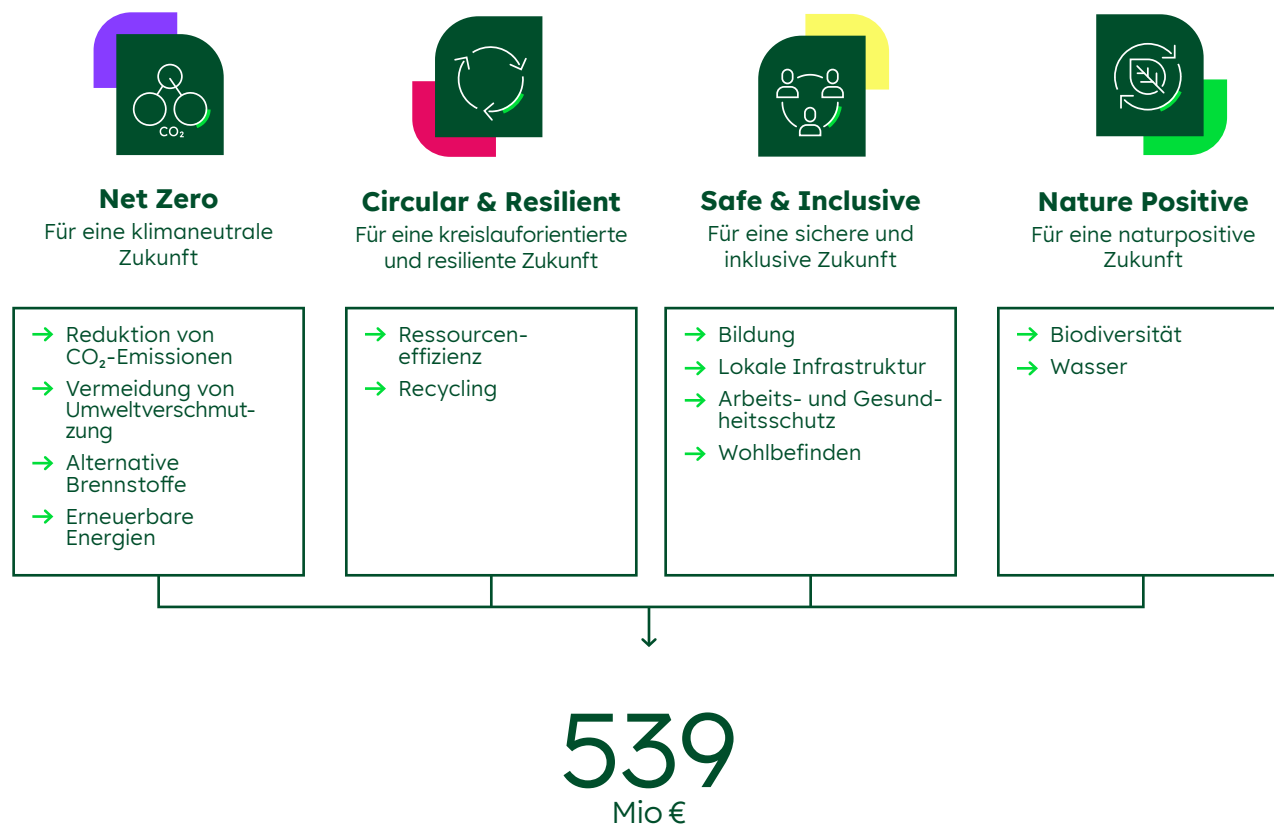 CO₂
Net Zero
Für eine klimaneutrale
Zukunft
→ Reduktion von
CO₂-Emissionen
→ Vermeidung von
Umweltverschmut-
zung
→ Alternative
Brennstoffe
→ Erneuerbare
Energien
Circular & Resilient
Für eine kreislauforientierte
und resiliente Zukunft
→ Ressourcen-
effizienz
→ Recycling
Safe & Inclusive
Für eine sichere und
inklusive Zukunft
→ Bildung
→ Lokale Infrastruktur
→ Arbeits- und Gesund-
heitsschutz
→ Wohlbefinden
Nature Positive
Für eine naturpositive
Zukunft
→ Biodiversität
→ Wasser
539
Mio €